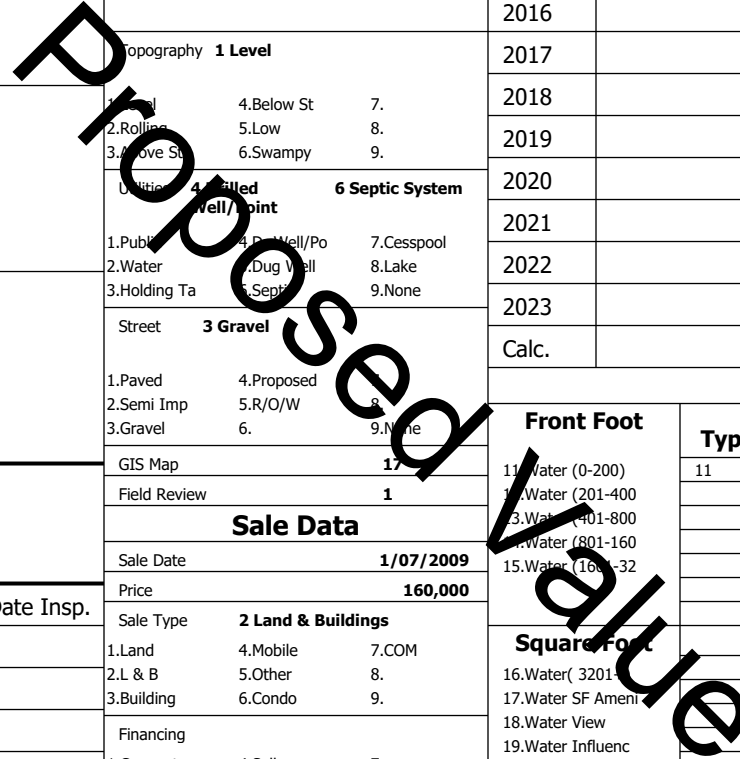 Proposed Value
2016
Topography 1 Level
2017
1.Level 4.Below St 7.
2018
2.Rolling 5.Low 8.
3.Above St 6.Swampy 9.
2019
Utilities 4 Drilled 6 Septic System
Well/Point
2020
2021
1.Public 4.Dr Well/Po 7.Cesspool
2.Water 5.Dug Well 8.Lake
2022
3.Holding Ta 6.Septic 9.None
2023
Street 3 Gravel
Calc.
1.Paved 4.Proposed 7.
2.Semi Imp 5.R/O/W 8.
3.Gravel 6. 9.None
Front Foot
GIS Map 17
Field Review 1
Sale Data
Sale Date 1/07/2009
Price 160,000
Sale Type 2 Land & Buildings
1.Land 4.Mobile 7.COM
2.L & B 5.Other 8.
3.Building 6.Condo 9.
Financing
11.Water (0-200) 11
12.Water (201-400
13.Water (401-800
14.Water (801-160
15.Water (1601-32
Square Foot
16.Water( 3201-
17.Water SF Ameni
18.Water View
19.Water Influenc
Insp.